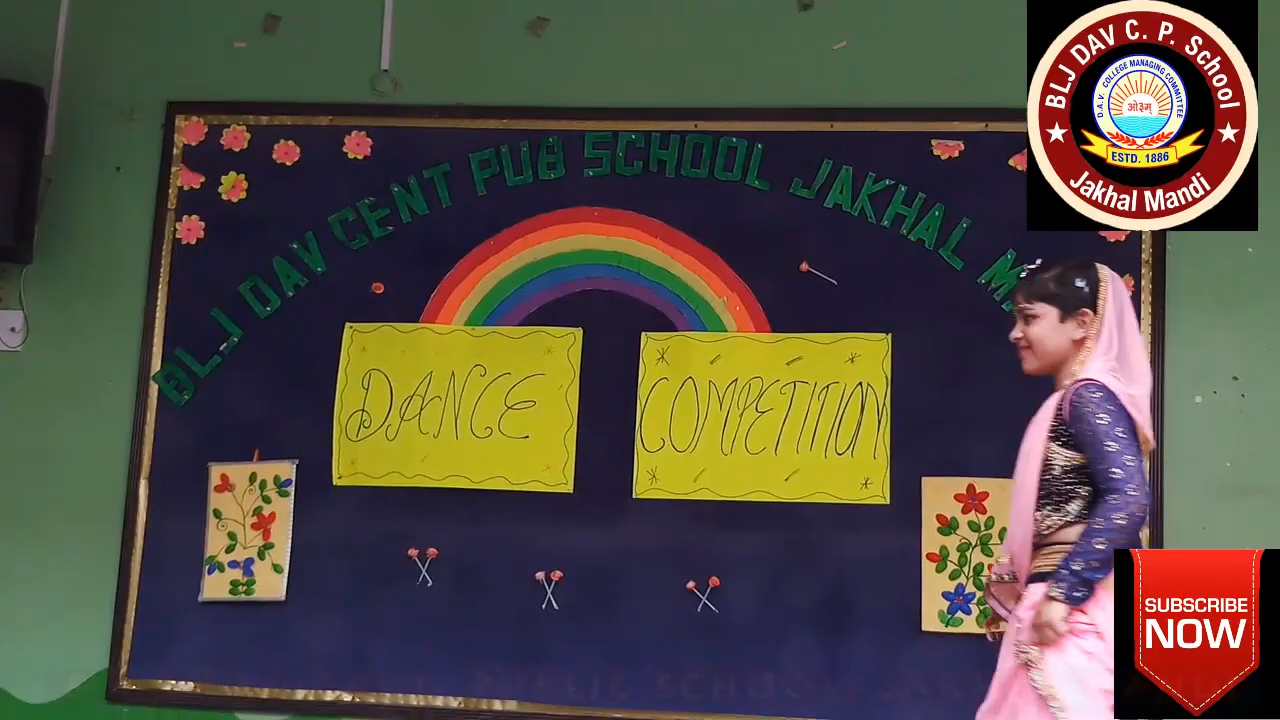 BLJ DAV CENT PUB SCHOOL JAKHAL
DANCE
COMPETITION
BLJ DAV C. P. School
D.A.V. COLLEGE MANAGING COMMITTEE
ओ३म्
ESTD. 1886
Jakhal Mandi
SUBSCRIBE
NOW